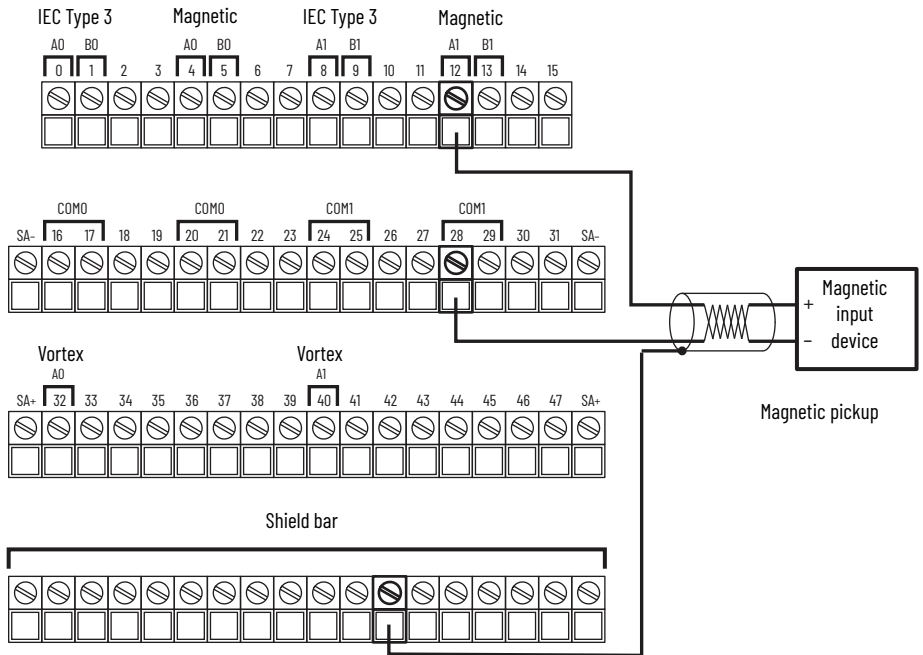 IEC Type 3 Magnetic IEC Type 3 Magnetic
A0 B0 A0 B0 A1 B1 A1 B1
0 1 2 3 4 5 6 7 8 9 10 11 12 13 14 15
COM0 COM0 COM1 COM1
SA- 16 17 18 19 20 21 22 23 24 25 26 27 28 29 30 31 SA-
Magnetic
+ input
- device
Magnetic pickup
Vortex Vortex
A0 A1
SA+ 32 33 34 35 36 37 38 39 40 41 42 43 44 45 46 47 SA+
Shield bar